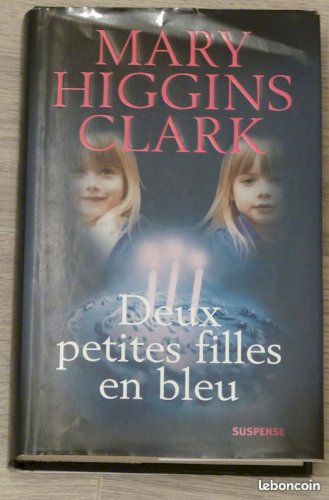 MARY
HIGGINS
CLARK
Deux
petites filles
en bleu
SUSPENSE
leboncoin